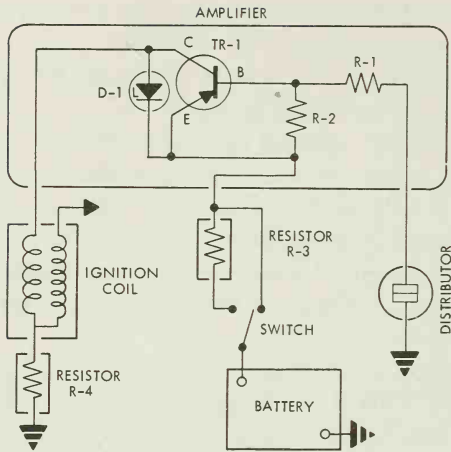 AMPLIFIER
C
TR-1
B
R-1
D-1
L
E
R-2
RESISTOR
R-3
IGNITION
COIL
SWITCH
DISTRIBUTOR
RESISTOR
R-4
BATTERY